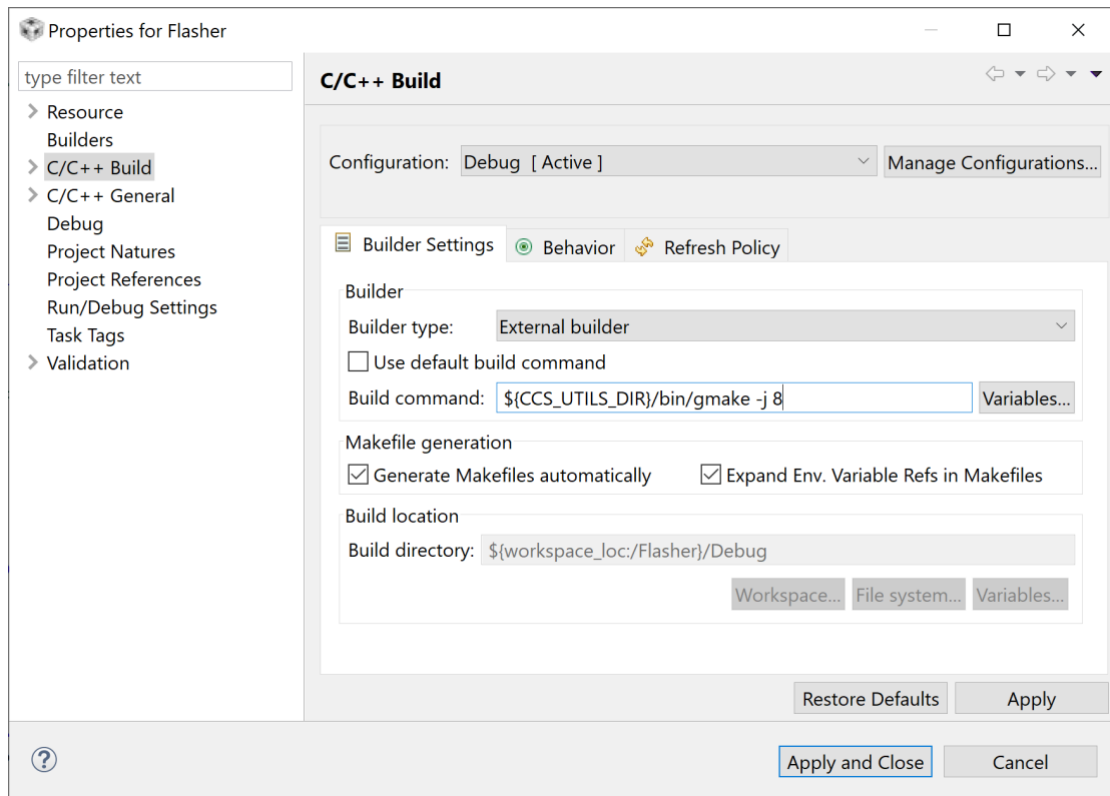 Properties for Flasher
type filter text
Resource
Builders
C/C++ Build
C/C++ General
Debug
Project Natures
Project References
Run/Debug Settings
Task Tags
Validation
C/C++ Build
Configuration: Debug [ Active ] Manage Configurations...
Builder Settings Behavior Refresh Policy
Builder
Builder type: External builder
Use default build command
Build command: ${CCS_UTILS_DIR}/bin/gmake -j 8 Variables...
Makefile generation
Generate Makefiles automatically Expand Env. Variable Refs in Makefiles
Build location
Build directory: ${workspace_loc:/Flasher}/Debug
Workspace... File system... Variables...
Restore Defaults Apply
? Apply and Close Cancel